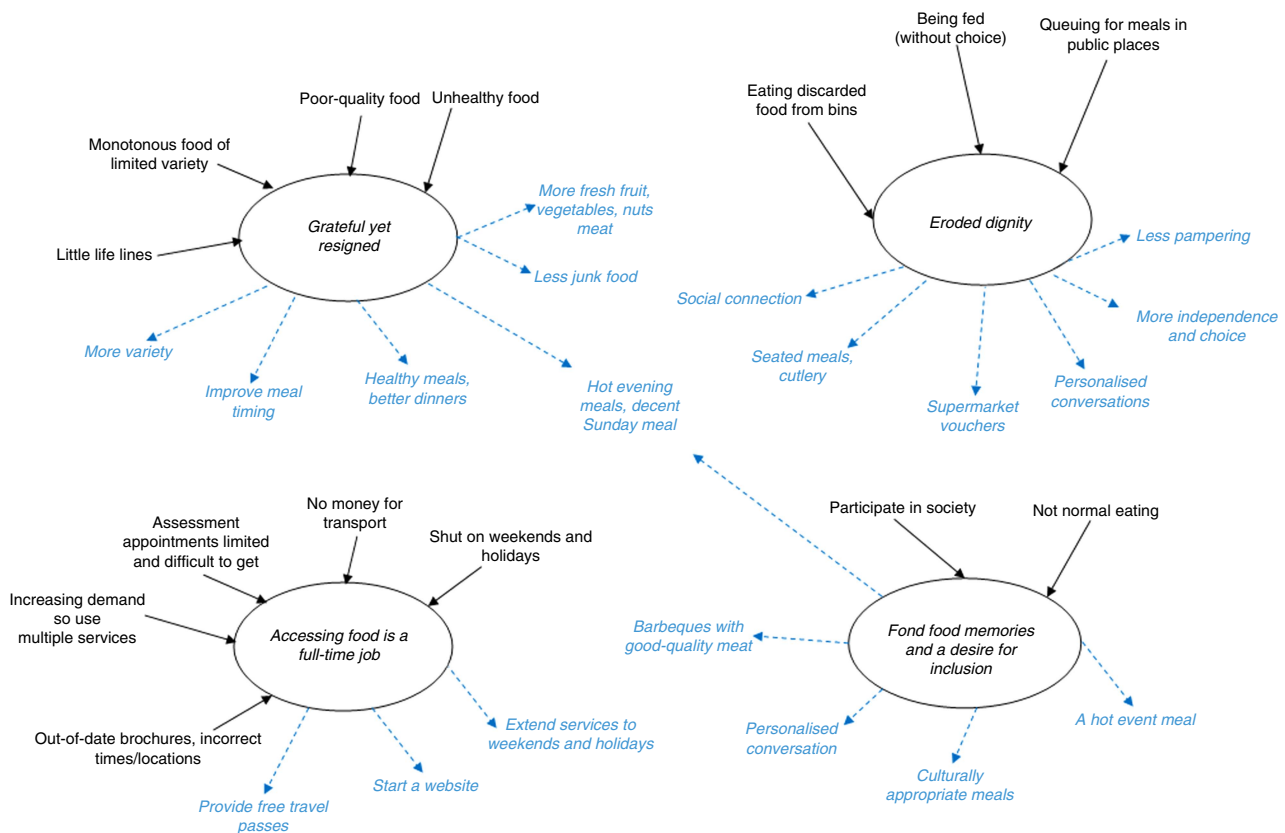 Poor-quality food
Unhealthy food
Monotonous food of
limited variety
Little life lines
Grateful yet
resigned
More fresh fruit,
vegetables, nuts
meat
Less junk food
More variety
Improve meal
timing
Healthy meals,
better dinners
Hot evening
meals, decent
Sunday meal
Being fed
(without choice)
Queuing for meals in
public places
Eating discarded
food from bins
Eroded dignity
Less pampering
Social connection
More independence
and choice
Seated meals,
cutlery
Personalised
conversations
Supermarket
vouchers
No money for
transport
Assessment
appointments limited
and difficult to get
Shut on weekends and
holidays
Increasing demand
so use
multiple services
Accessing food is a
full-time job
Out-of-date brochures, incorrect
times/locations
Extend services to
weekends and holidays
Start a website
Provide free travel
passes
Participate in society
Not normal eating
Fond food memories
and a desire for
inclusion
Barbeques with
good-quality meat
Personalised
conversation
A hot event meal
Culturally
appropriate meals